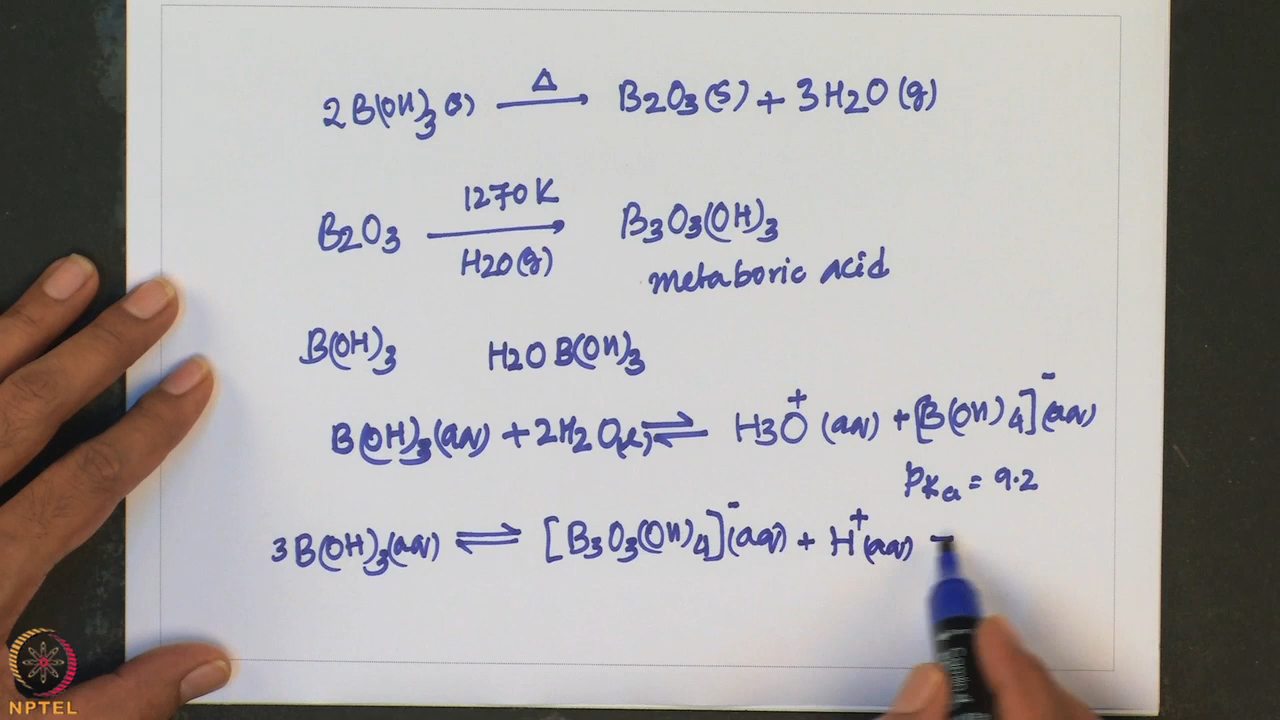 2B(OH)3(s) →Δ B2O3(s) + 3H2O(g)
B2O3 →1270K H2O(g) B3O3(OH)3
metaboric acid
B(OH)3 H2O B(OH)3
B(OH)3(aq) + 2H2O(l) ⇌ H3O+ (aq) + [B(OH)4]-(aq)
pKa = 9.2
3B(OH)3(aq) ⇌ [B3O3(OH)4]-(aq) + H+(aq)
NPTEL